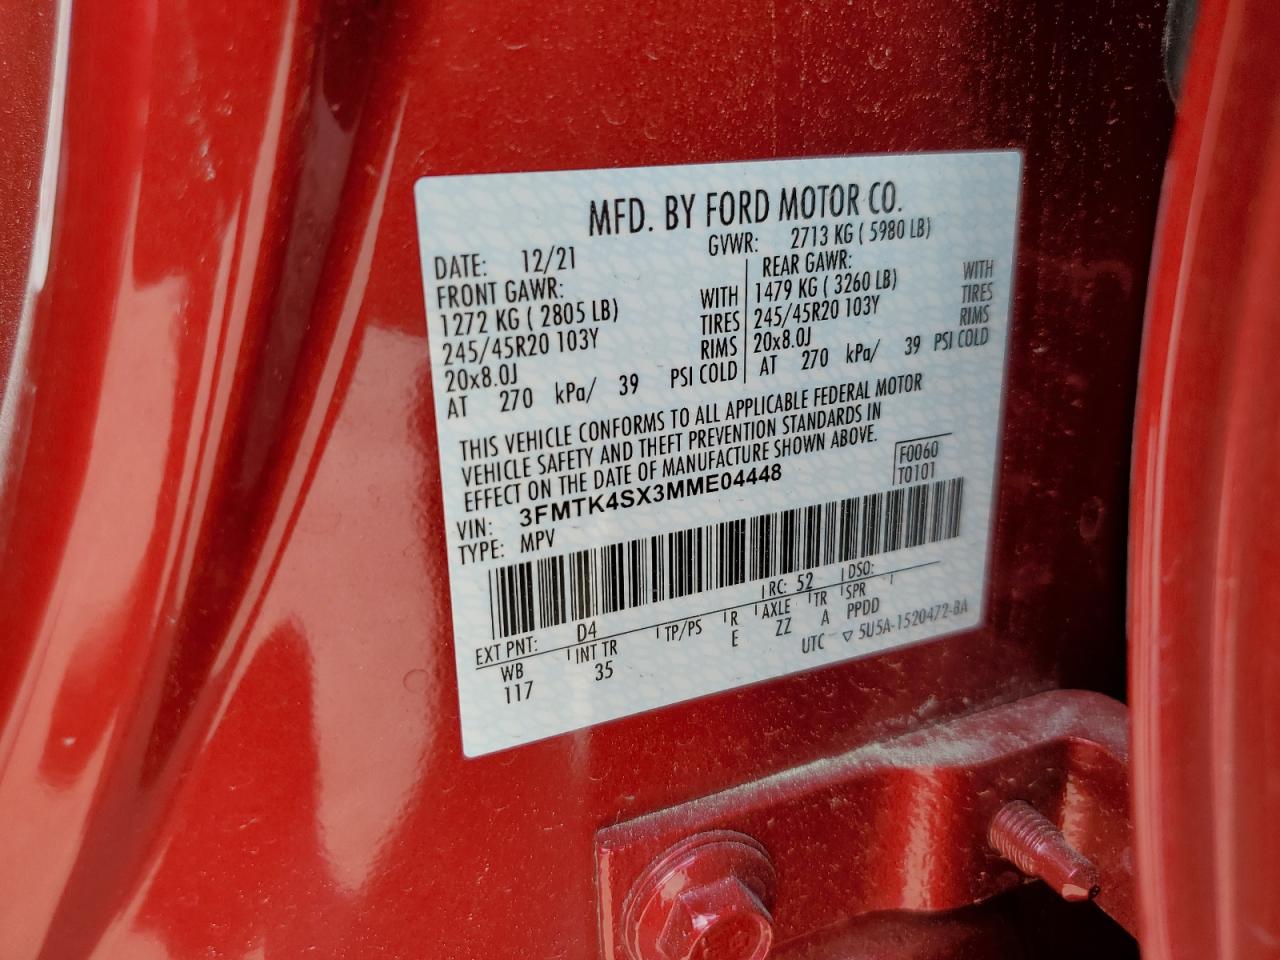 MFD. BY FORD MOTOR CO.
DATE: 12/21 GVWR: 2713 KG ( 5980 LB)
FRONT GAWR: REAR GAWR:
1272 KG ( 2805 LB) WITH 1479 KG ( 3260 LB) WITH
245/45R20 103Y TIRES 245/45R20 103Y TIRES
20x8.0J RIMS 20x8.0J RIMS
AT 270 kPa/ 39 PSI COLD AT 270 kPa/ 39 PSI COLD
THIS VEHICLE CONFORMS TO ALL APPLICABLE FEDERAL MOTOR
VEHICLE SAFETY AND THEFT PREVENTION STANDARDS IN
EFFECT ON THE DATE OF MANUFACTURE SHOWN ABOVE.
VIN: 3FMTK4SX3MME04448 F0060
TYPE: MPV T0101
EXT PNT: D4 RC: 52 DSO:
WB INT TR TP/PS R AXLE TR SPR
117 35 E ZZ A PPDD
UTC ▽ 5U5A-1520472-BA